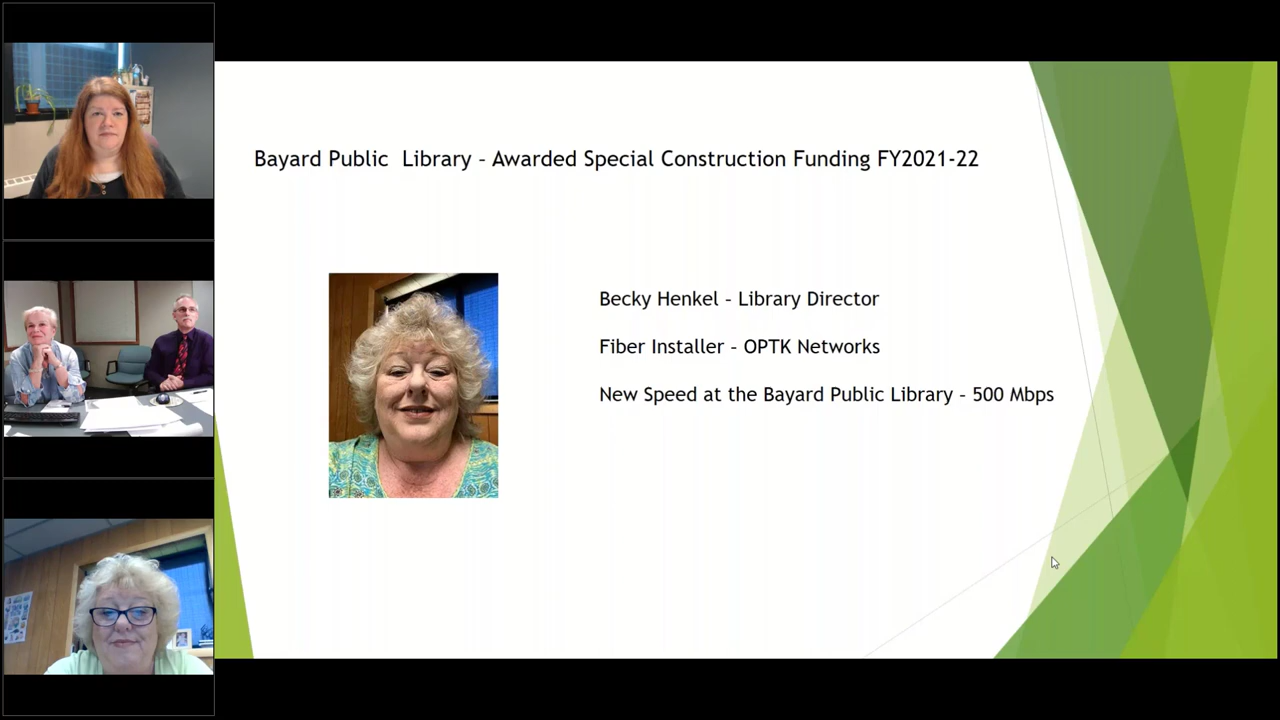 Bayard Public  Library – Awarded Special Construction Funding FY2021-22
Becky Henkel – Library Director
Fiber Installer – OPTK Networks
New Speed at the Bayard Public Library – 500 Mbps